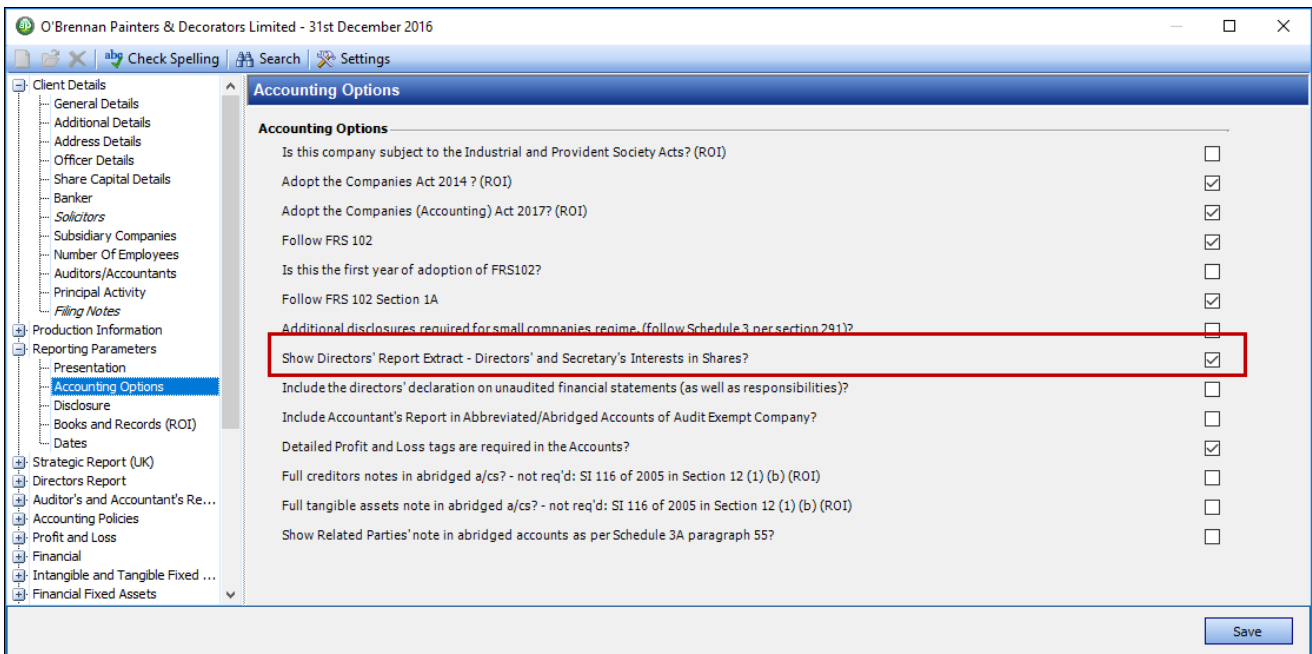 O'Brennan Painters & Decorators Limited - 31st December 2016
abg Check Spelling Search Settings
Client Details
General Details
Additional Details
Address Details
Officer Details
Share Capital Details
Banker
Solicitors
Subsidiary Companies
Number Of Employees
Auditors/Accountants
Principal Activity
Filing Notes
Production Information
Reporting Parameters
Presentation
Accounting Options
Disclosure
Books and Records (ROI)
Dates
Strategic Report (UK)
Directors Report
Auditor's and Accountant's Re...
Accounting Policies
Profit and Loss
Financial
Intangible and Tangible Fixed ...
Financial Fixed Assets
Accounting Options
Accounting Options
Is this company subject to the Industrial and Provident Society Acts? (ROI)
Adopt the Companies Act 2014 ? (ROI)
Adopt the Companies (Accounting) Act 2017? (ROI)
Follow FRS 102
Is this the first year of adoption of FRS102?
Follow FRS 102 Section 1A
Additional disclosures required for small companies regime. (follow Schedule 3 per section 291)?
Show Directors' Report Extract - Directors' and Secretary's Interests in Shares?
Include the directors' declaration on unaudited financial statements (as well as responsibilities)?
Include Accountant's Report in Abbreviated/Abridged Accounts of Audit Exempt Company?
Detailed Profit and Loss tags are required in the Accounts?
Full creditors notes in abridged a/cs? - not req'd: SI 116 of 2005 in Section 12 (1) (b) (ROI)
Full tangible assets note in abridged a/cs? - not req'd: SI 116 of 2005 in Section 12 (1) (b) (ROI)
Show Related Parties' note in abridged accounts as per Schedule 3A paragraph 55?
Save